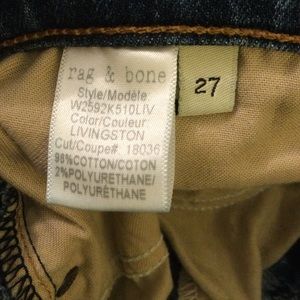 rag & bone
Style/Modèle
W2592K510LIV
Color/Couleur
LIVINGSTON
Cut/Coupe# 18036
98%COTTON/COTON
2%POLYURETHANE/
POLYURÉTHANE
27